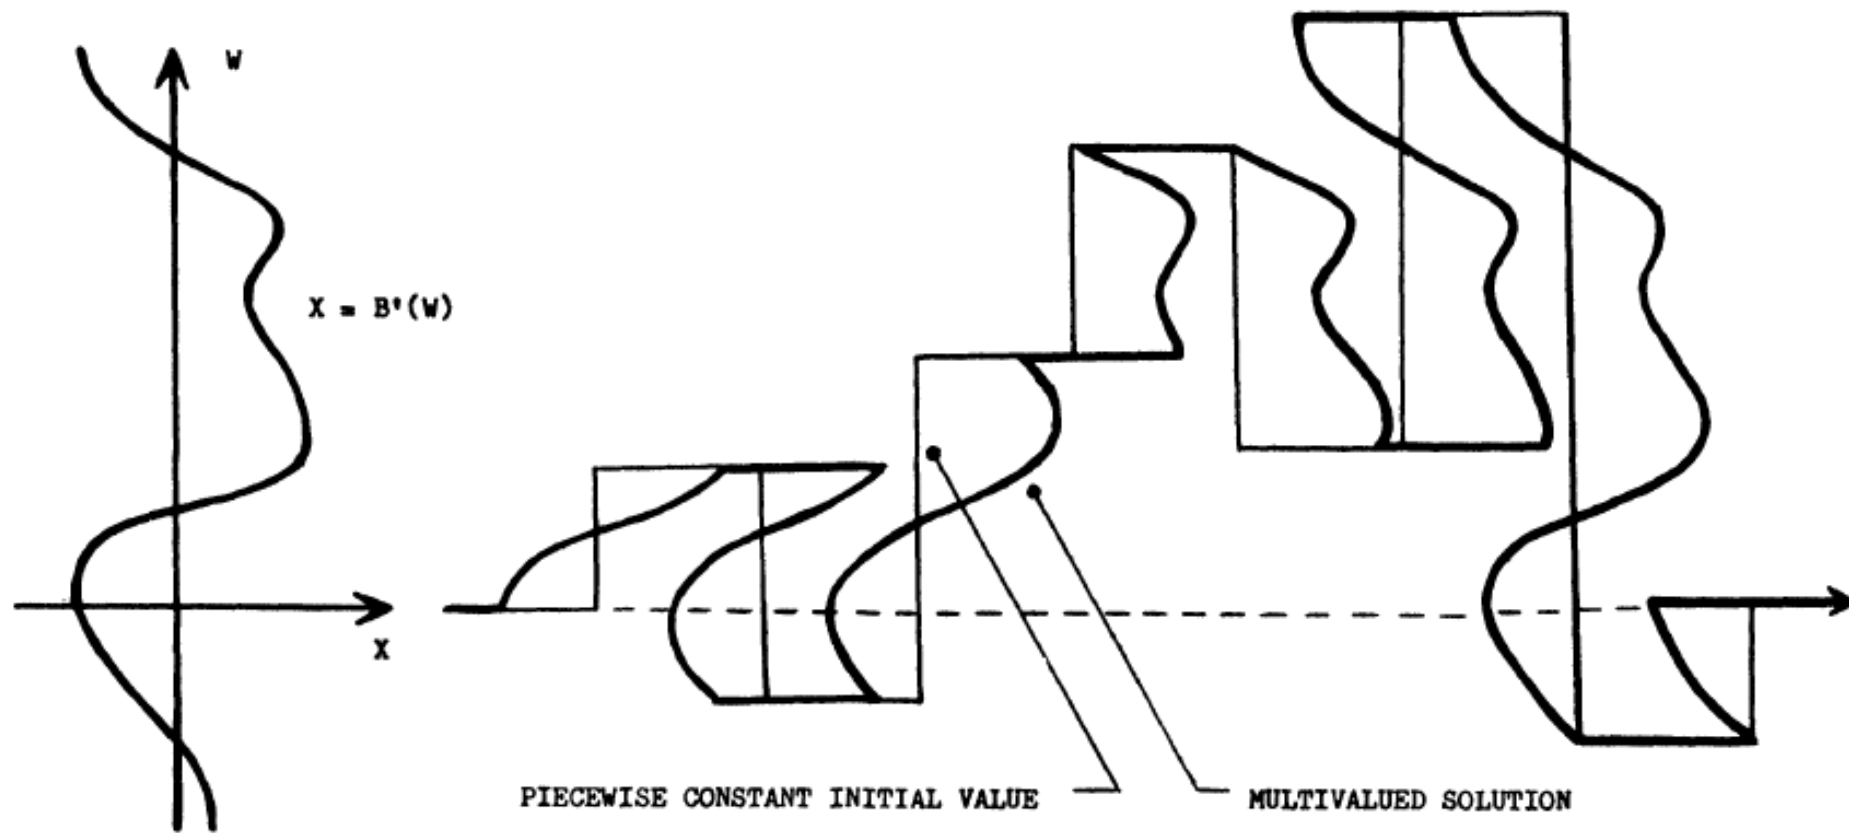 W
X = B'(W)
X
PIECEWISE CONSTANT INITIAL VALUE
MULTIVALUED SOLUTION